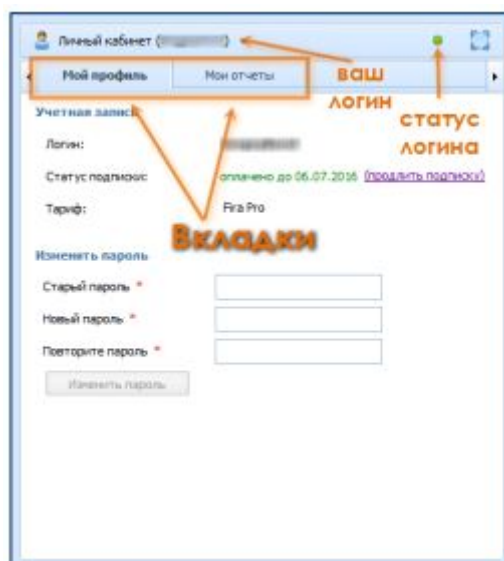 Личный кабинет ( )
Мой профиль Мои отчеты
ваш логин
статус логина
Учетная запись
Логин:
Статус подписки: оплачено до 06.07.2016 (продлить подписку)
Тариф: Fira Pro
Вкладки
Изменить пароль
Старый пароль *
Новый пароль *
Повторите пароль *
Изменить пароль